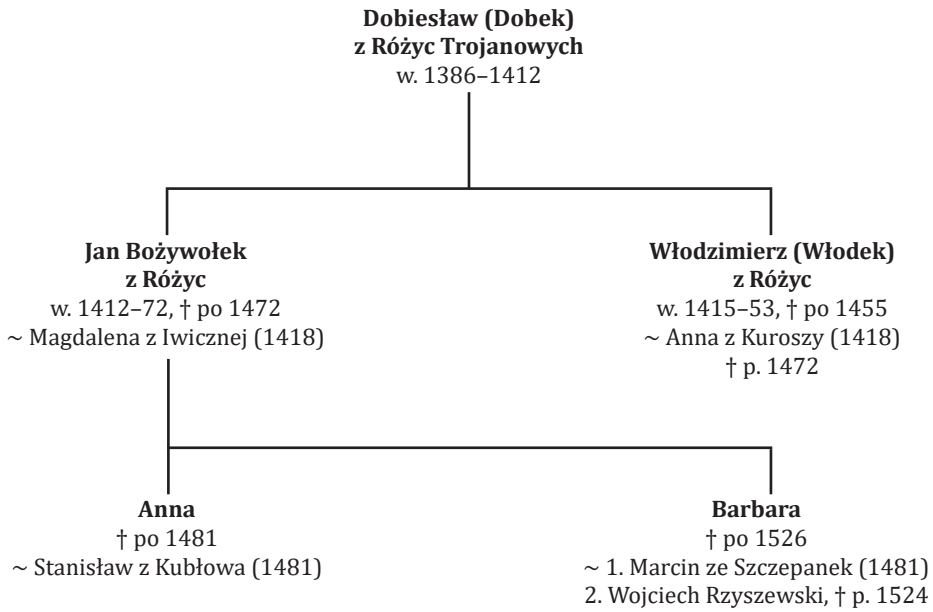 Dobiesław (Dobek)
z Różyc Trojanowych
w. 1386–1412
Jan Bożywołek
z Różyc
w. 1412–72, † po 1472
~ Magdalena z Iwicznej (1418)
Włodzimierz (Włodek)
z Różyc
w. 1415–53, † po 1455
~ Anna z Kuroszy (1418)
† p. 1472
Anna
† po 1481
~ Stanisław z Kubłowa (1481)
Barbara
† po 1526
~ 1. Marcin ze Szczepanek (1481)
2. Wojciech Rzyszewski, † p. 1524